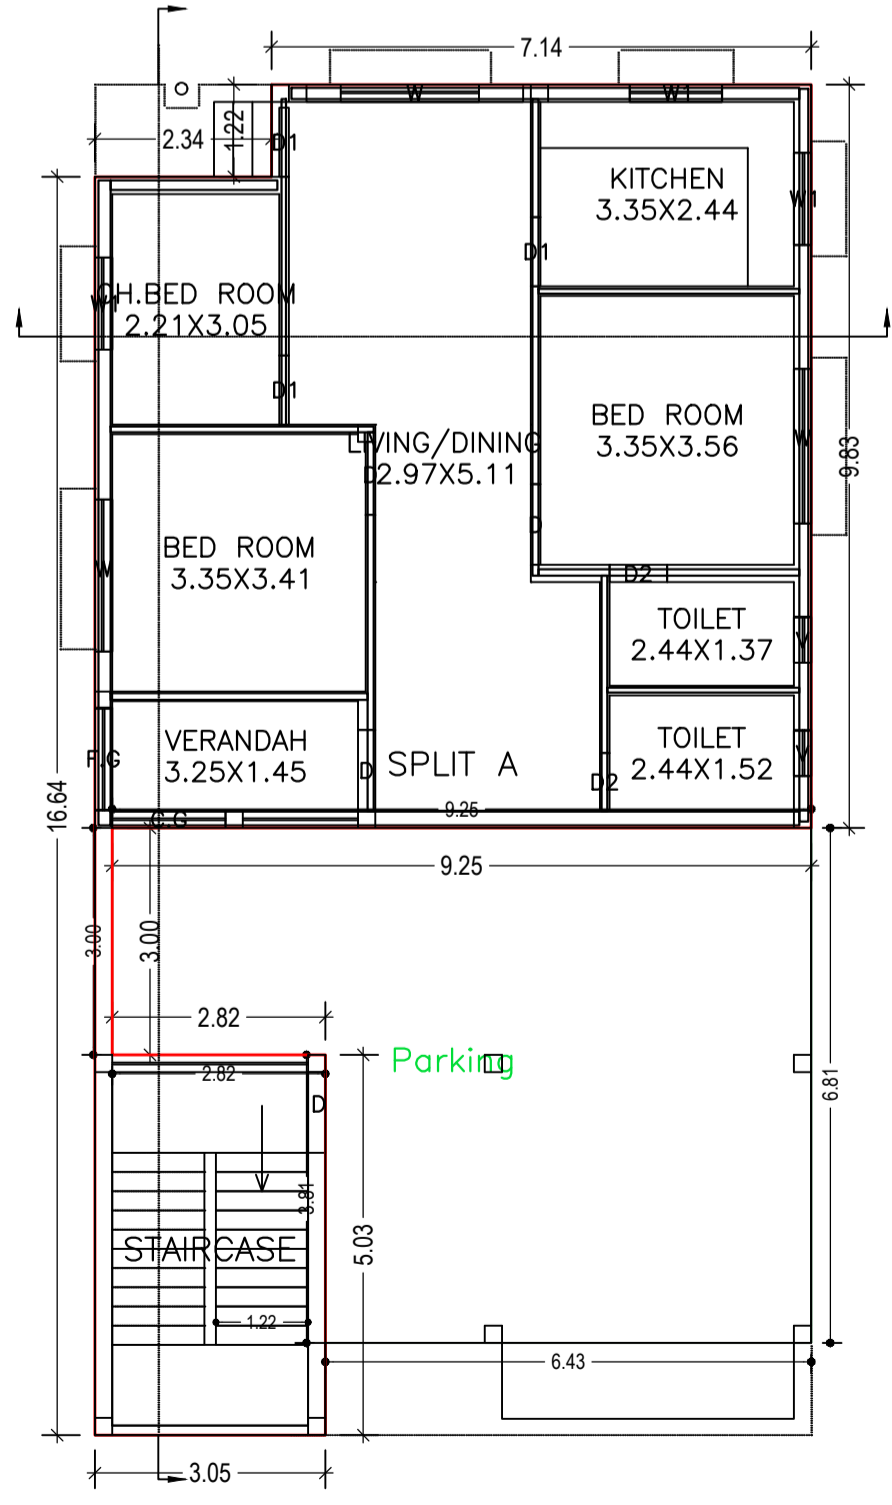 7.14
W
W1
2.34
1.22
D1
KITCHEN
3.35X2.44
W1
D1
CH.BED ROOM
2.21X3.05
W1
D1
BED ROOM
3.35X3.56
W
9.83
LIVING/DINING
2.97X5.11
D
D
BED ROOM
3.35X3.41
W
D2
TOILET
2.44X1.37
V
VERANDAH
3.25X1.45
F.G
D
SPLIT A
TOILET
2.44X1.52
V
D2
16.64
C.G
9.25
9.25
3.00
3.00
2.82
Parking
2.82
D
6.81
3.81
5.03
STAIRCASE
1.22
6.43
3.05